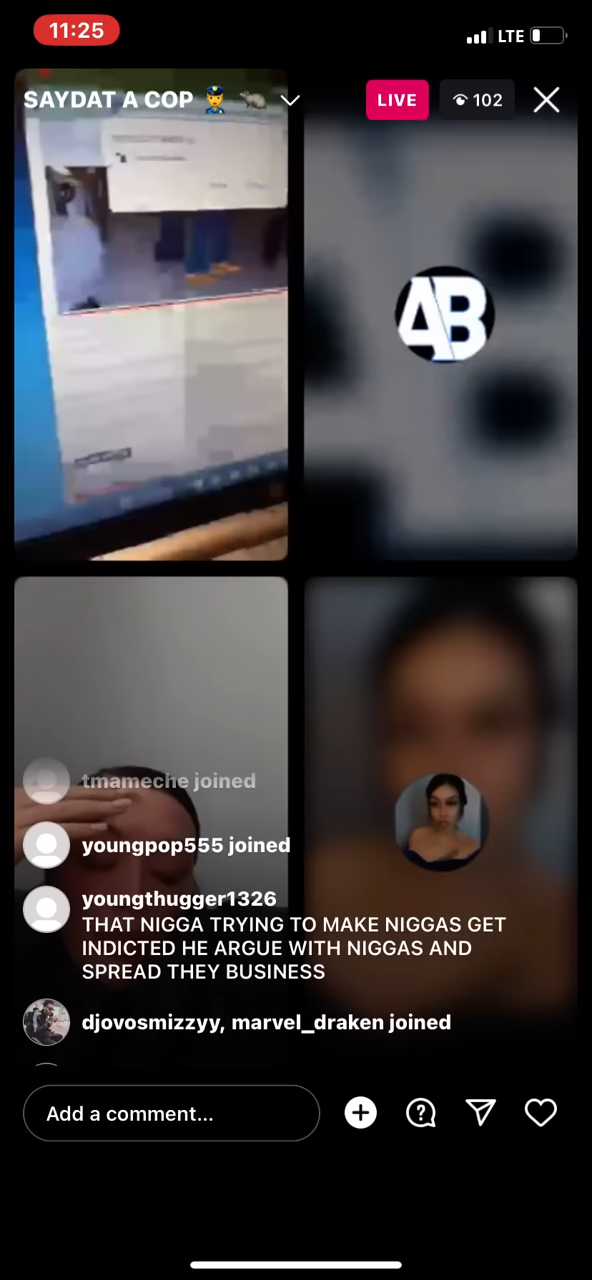 11:25
LTE
SAYDAT A COP 👮 🐀
LIVE
102
AB
tmameche joined
youngpop555 joined
youngthugger1326
THAT NIGGA TRYING TO MAKE NIGGAS GET
INDICTED HE ARGUE WITH NIGGAS AND
SPREAD THEY BUSINESS
djovosmizzyy, marvel_draken joined
Add a comment...